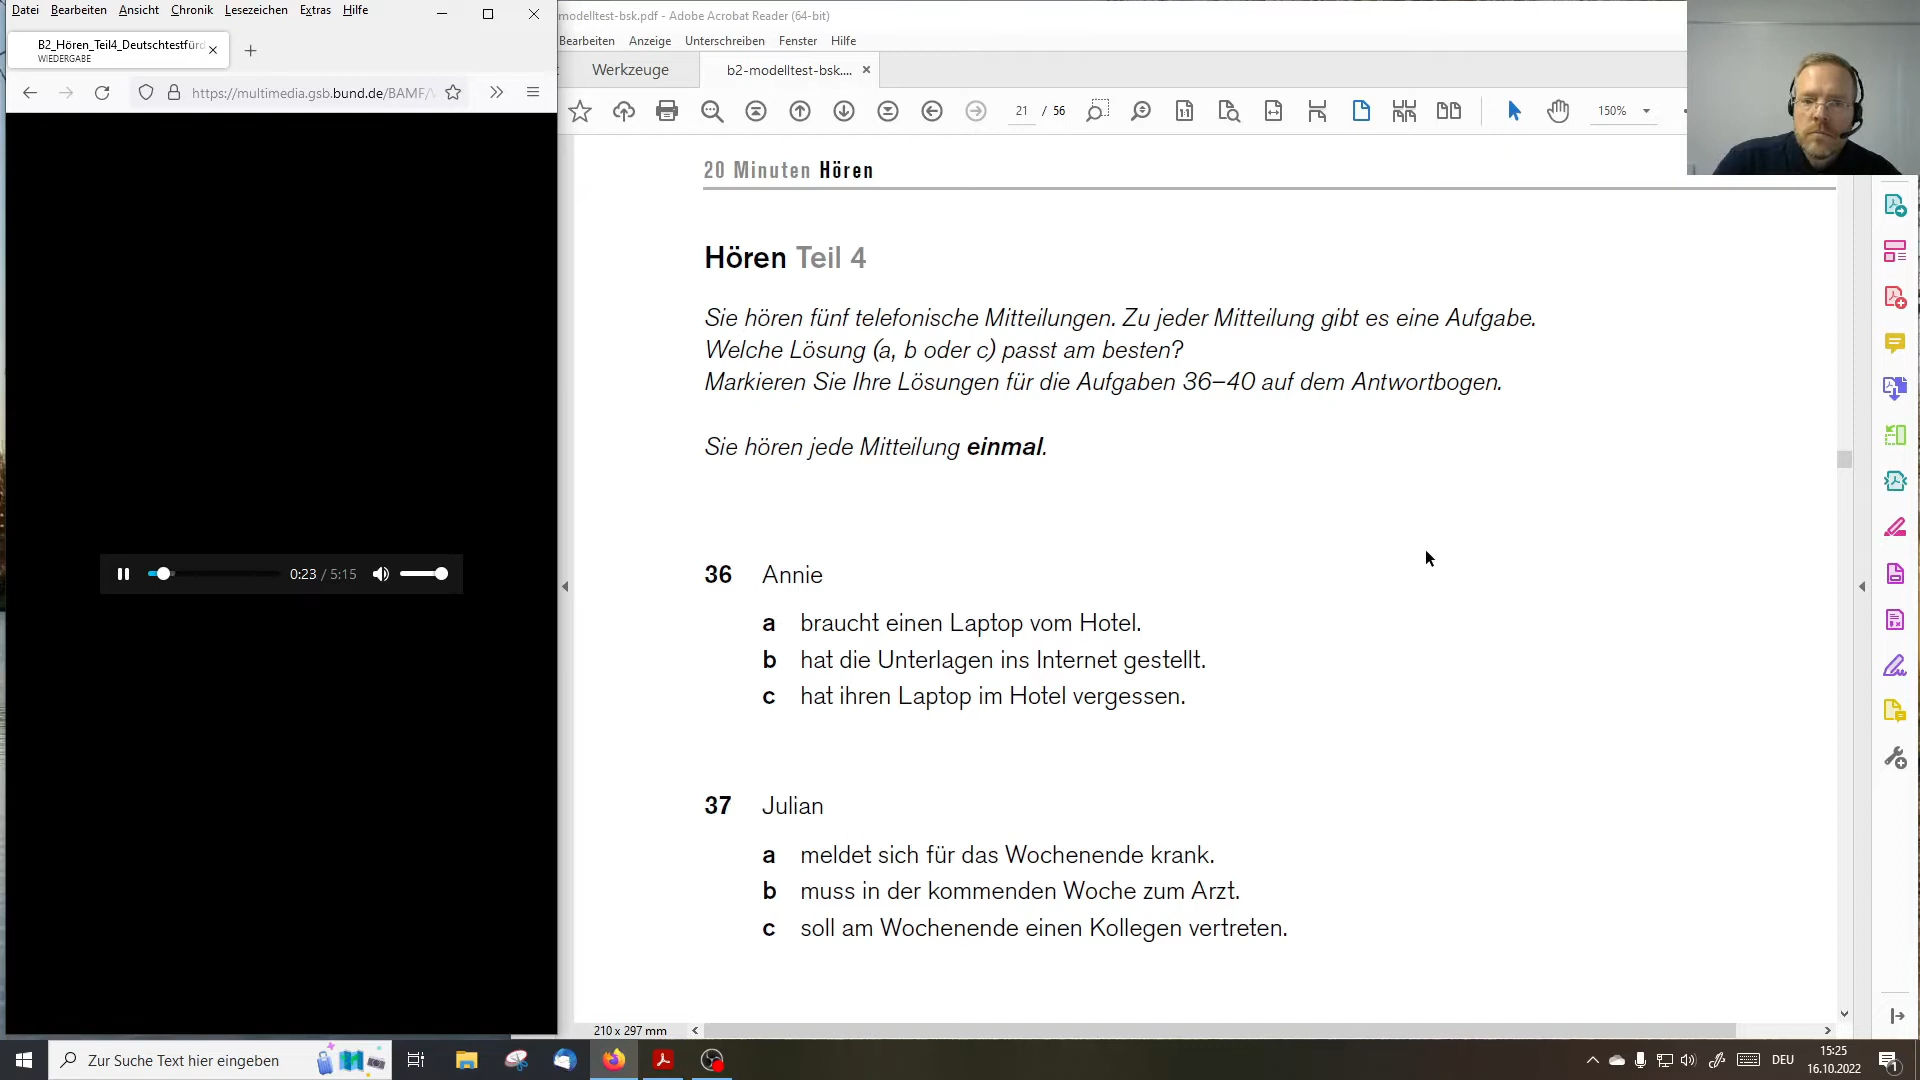 Datei Bearbeiten Ansicht Chronik Lesezeichen Extras Hilfe
modelltest-bsk.pdf - Adobe Acrobat Reader (64-bit)
Bearbeiten Anzeige Unterschreiben Fenster Hilfe
B2_Hören_Teil4_Deutschtestfürd
WIEDERGABE
Werkzeuge
b2-modelltest-bsk....
https://multimedia.gsb.bund.de/BAMF/
21 / 56
150%
20 Minuten Hören
Hören Teil 4
Sie hören fünf telefonische Mitteilungen. Zu jeder Mitteilung gibt es eine Aufgabe.
Welche Lösung (a, b oder c) passt am besten?
Markieren Sie Ihre Lösungen für die Aufgaben 36–40 auf dem Antwortbogen.
Sie hören jede Mitteilung einmal.
0:23 / 5:15
36 Annie
a braucht einen Laptop vom Hotel.
b hat die Unterlagen ins Internet gestellt.
c hat ihren Laptop im Hotel vergessen.
37 Julian
a meldet sich für das Wochenende krank.
b muss in der kommenden Woche zum Arzt.
c soll am Wochenende einen Kollegen vertreten.
210 x 297 mm
Zur Suche Text hier eingeben
DEU
15:25
16.10.2022
1